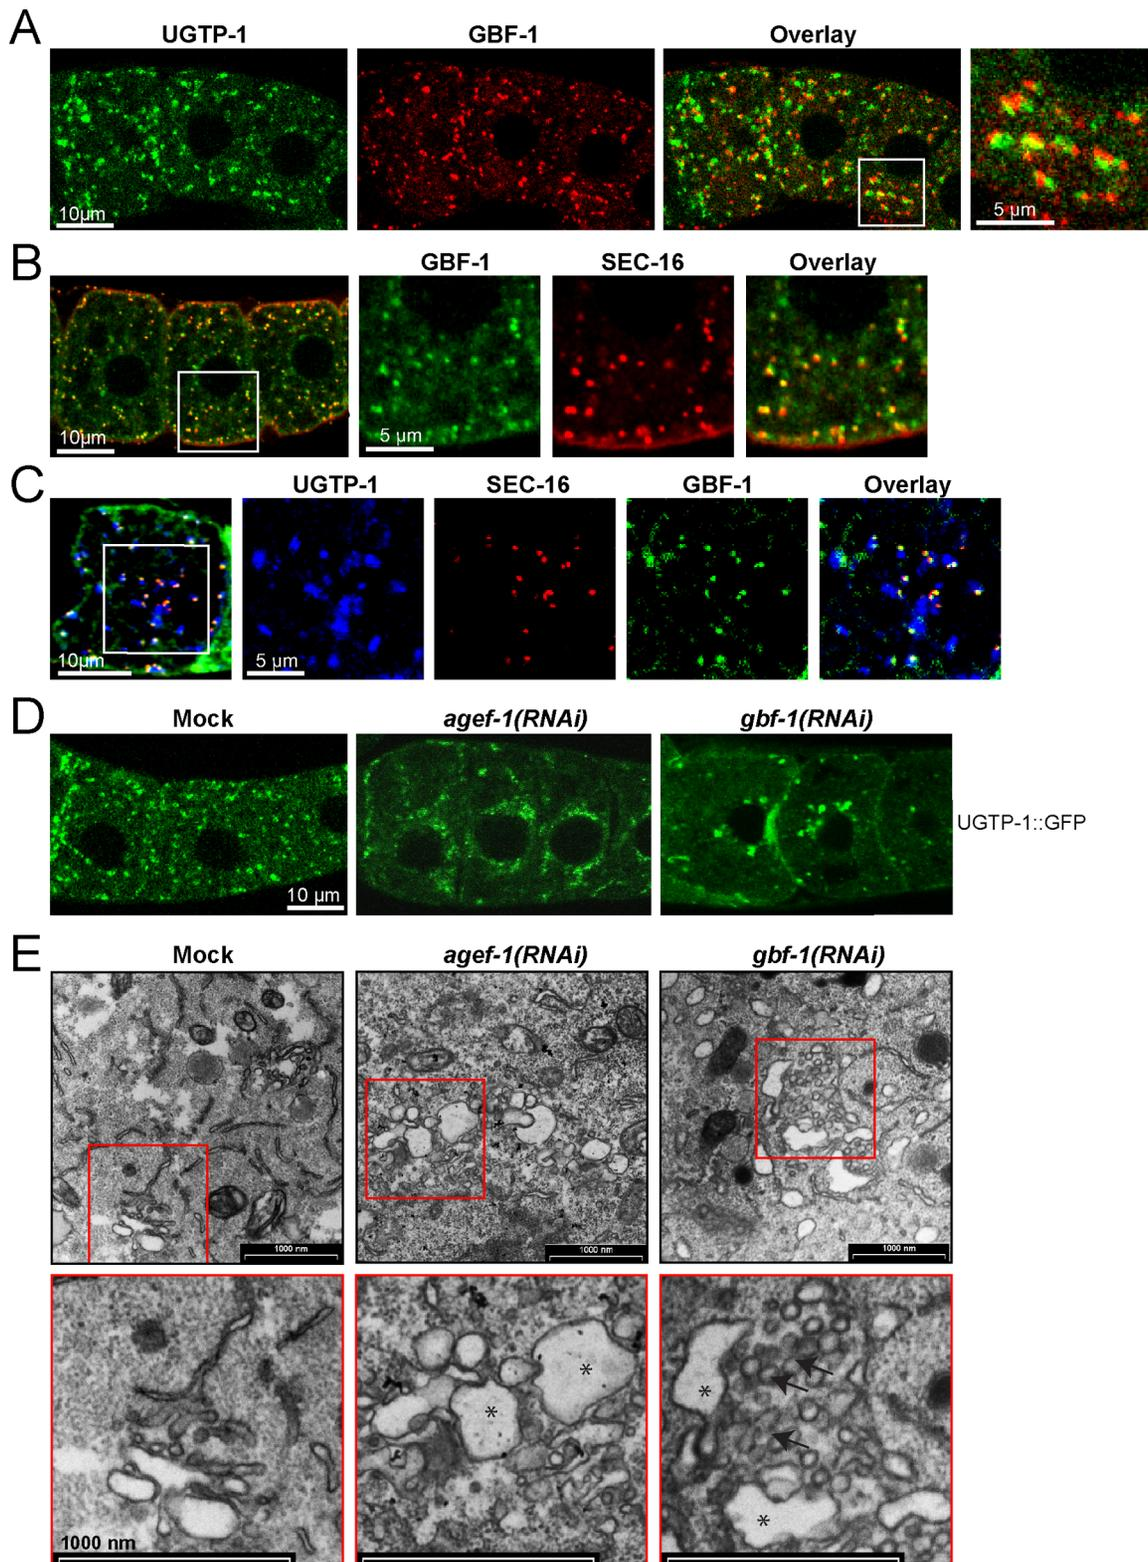 A
UGTP-1 GBF-1 Overlay
10µm 5 µm
B
GBF-1 SEC-16 Overlay
10µm 5 µm
C
UGTP-1 SEC-16 GBF-1 Overlay
10µm 5 µm
D
Mock agef-1(RNAi) gbf-1(RNAi)
UGTP-1::GFP
10 µm
E
Mock agef-1(RNAi) gbf-1(RNAi)
1000 nm 1000 nm 1000 nm
* * * *
1000 nm